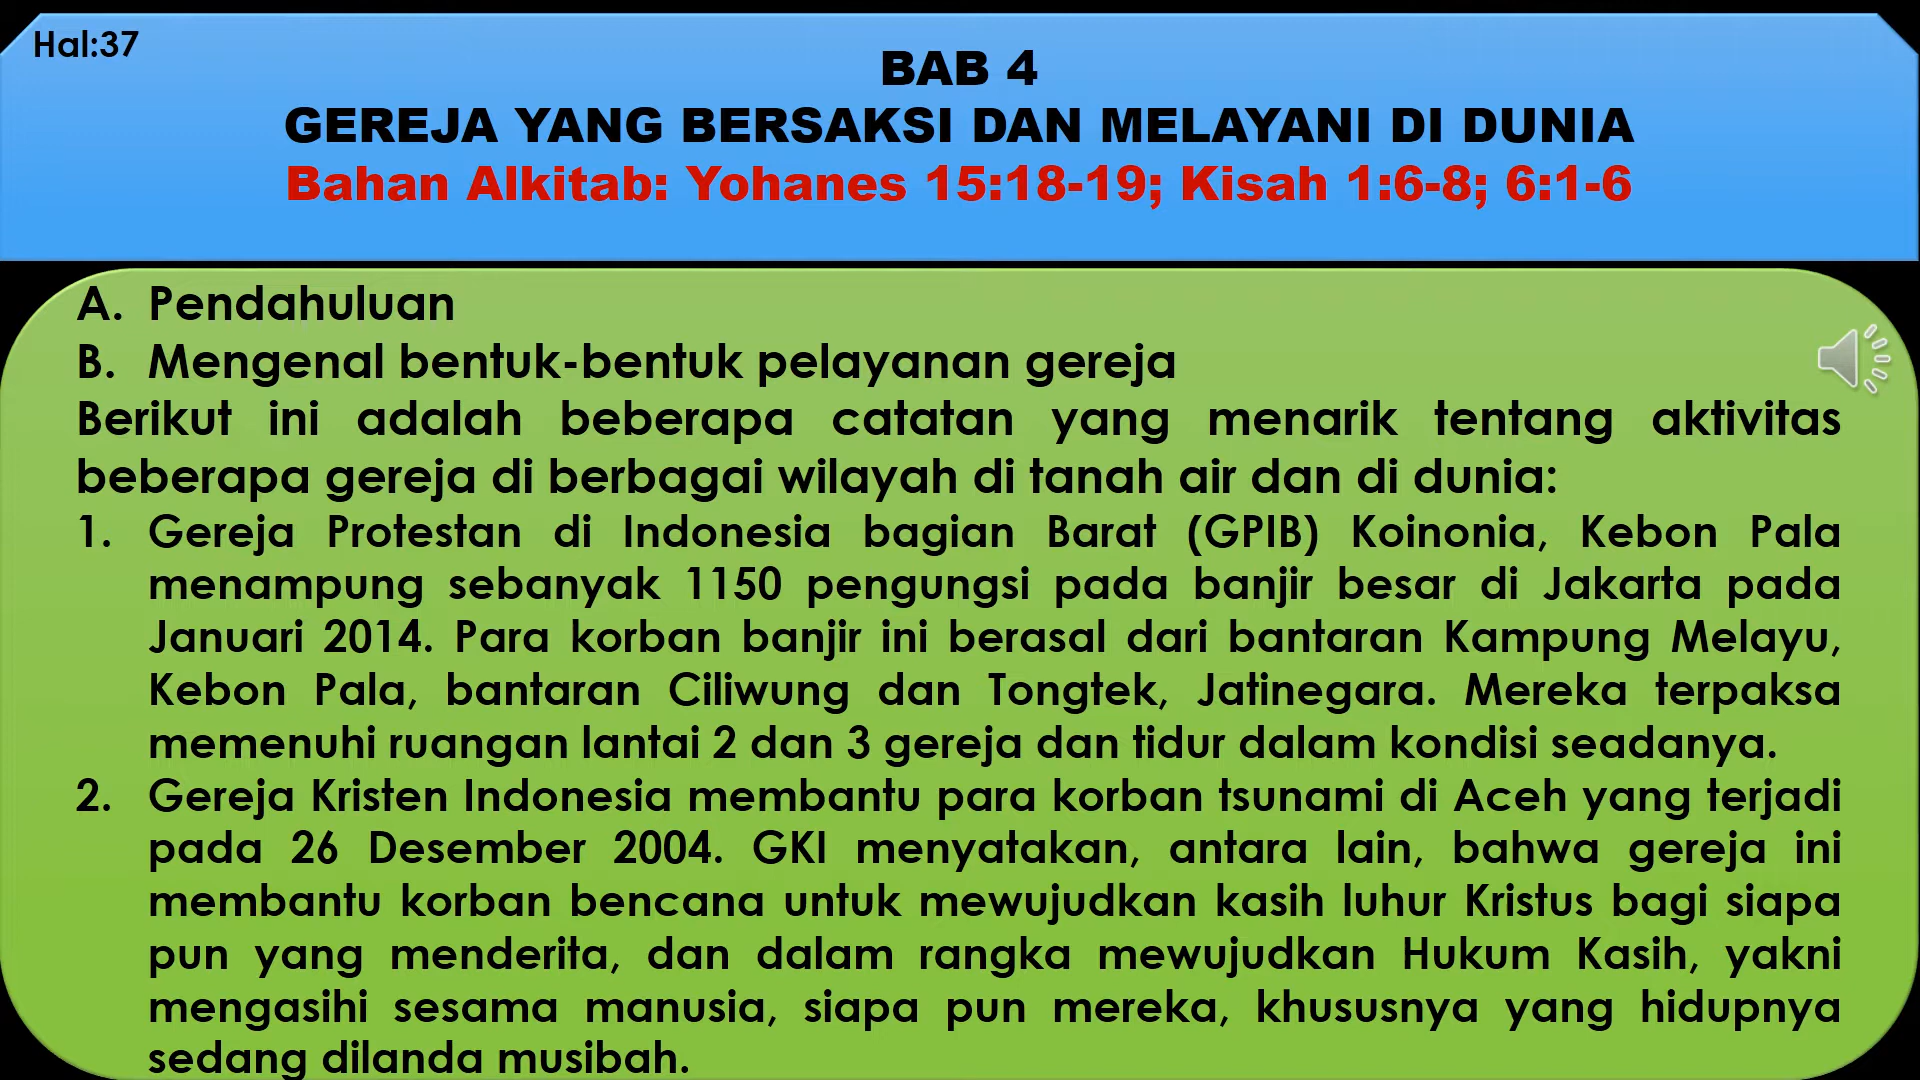 Hal:37
BAB 4
GEREJA YANG BERSAKSI DAN MELAYANI DI DUNIA
Bahan Alkitab: Yohanes 15:18-19; Kisah 1:6-8; 6:1-6
A. Pendahuluan
B. Mengenal bentuk-bentuk pelayanan gereja
Berikut ini adalah beberapa catatan yang menarik tentang aktivitas
beberapa gereja di berbagai wilayah di tanah air dan di dunia:
1. Gereja Protestan di Indonesia bagian Barat (GPIB) Koinonia, Kebon Pala
menampung sebanyak 1150 pengungsi pada banjir besar di Jakarta pada
Januari 2014. Para korban banjir ini berasal dari bantaran Kampung Melayu,
Kebon Pala, bantaran Ciliwung dan Tongtek, Jatinegara. Mereka terpaksa
memenuhi ruangan lantai 2 dan 3 gereja dan tidur dalam kondisi seadanya.
2. Gereja Kristen Indonesia membantu para korban tsunami di Aceh yang terjadi
pada 26 Desember 2004. GKI menyatakan, antara lain, bahwa gereja ini
membantu korban bencana untuk mewujudkan kasih luhur Kristus bagi siapa
pun yang menderita, dan dalam rangka mewujudkan Hukum Kasih, yakni
mengasihi sesama manusia, siapa pun mereka, khususnya yang hidupnya
sedang dilanda musibah.